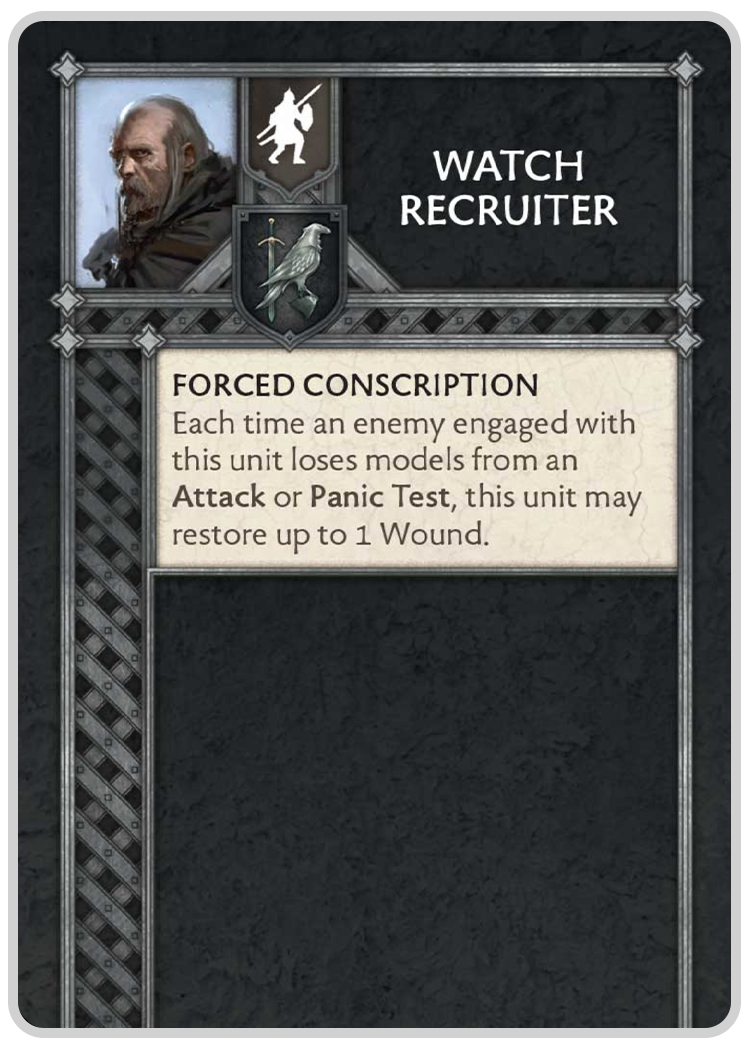 WATCH
RECRUITER
FORCED CONSCRIPTION
Each time an enemy engaged with
this unit loses models from an
Attack or Panic Test, this unit may
restore up to 1 Wound.